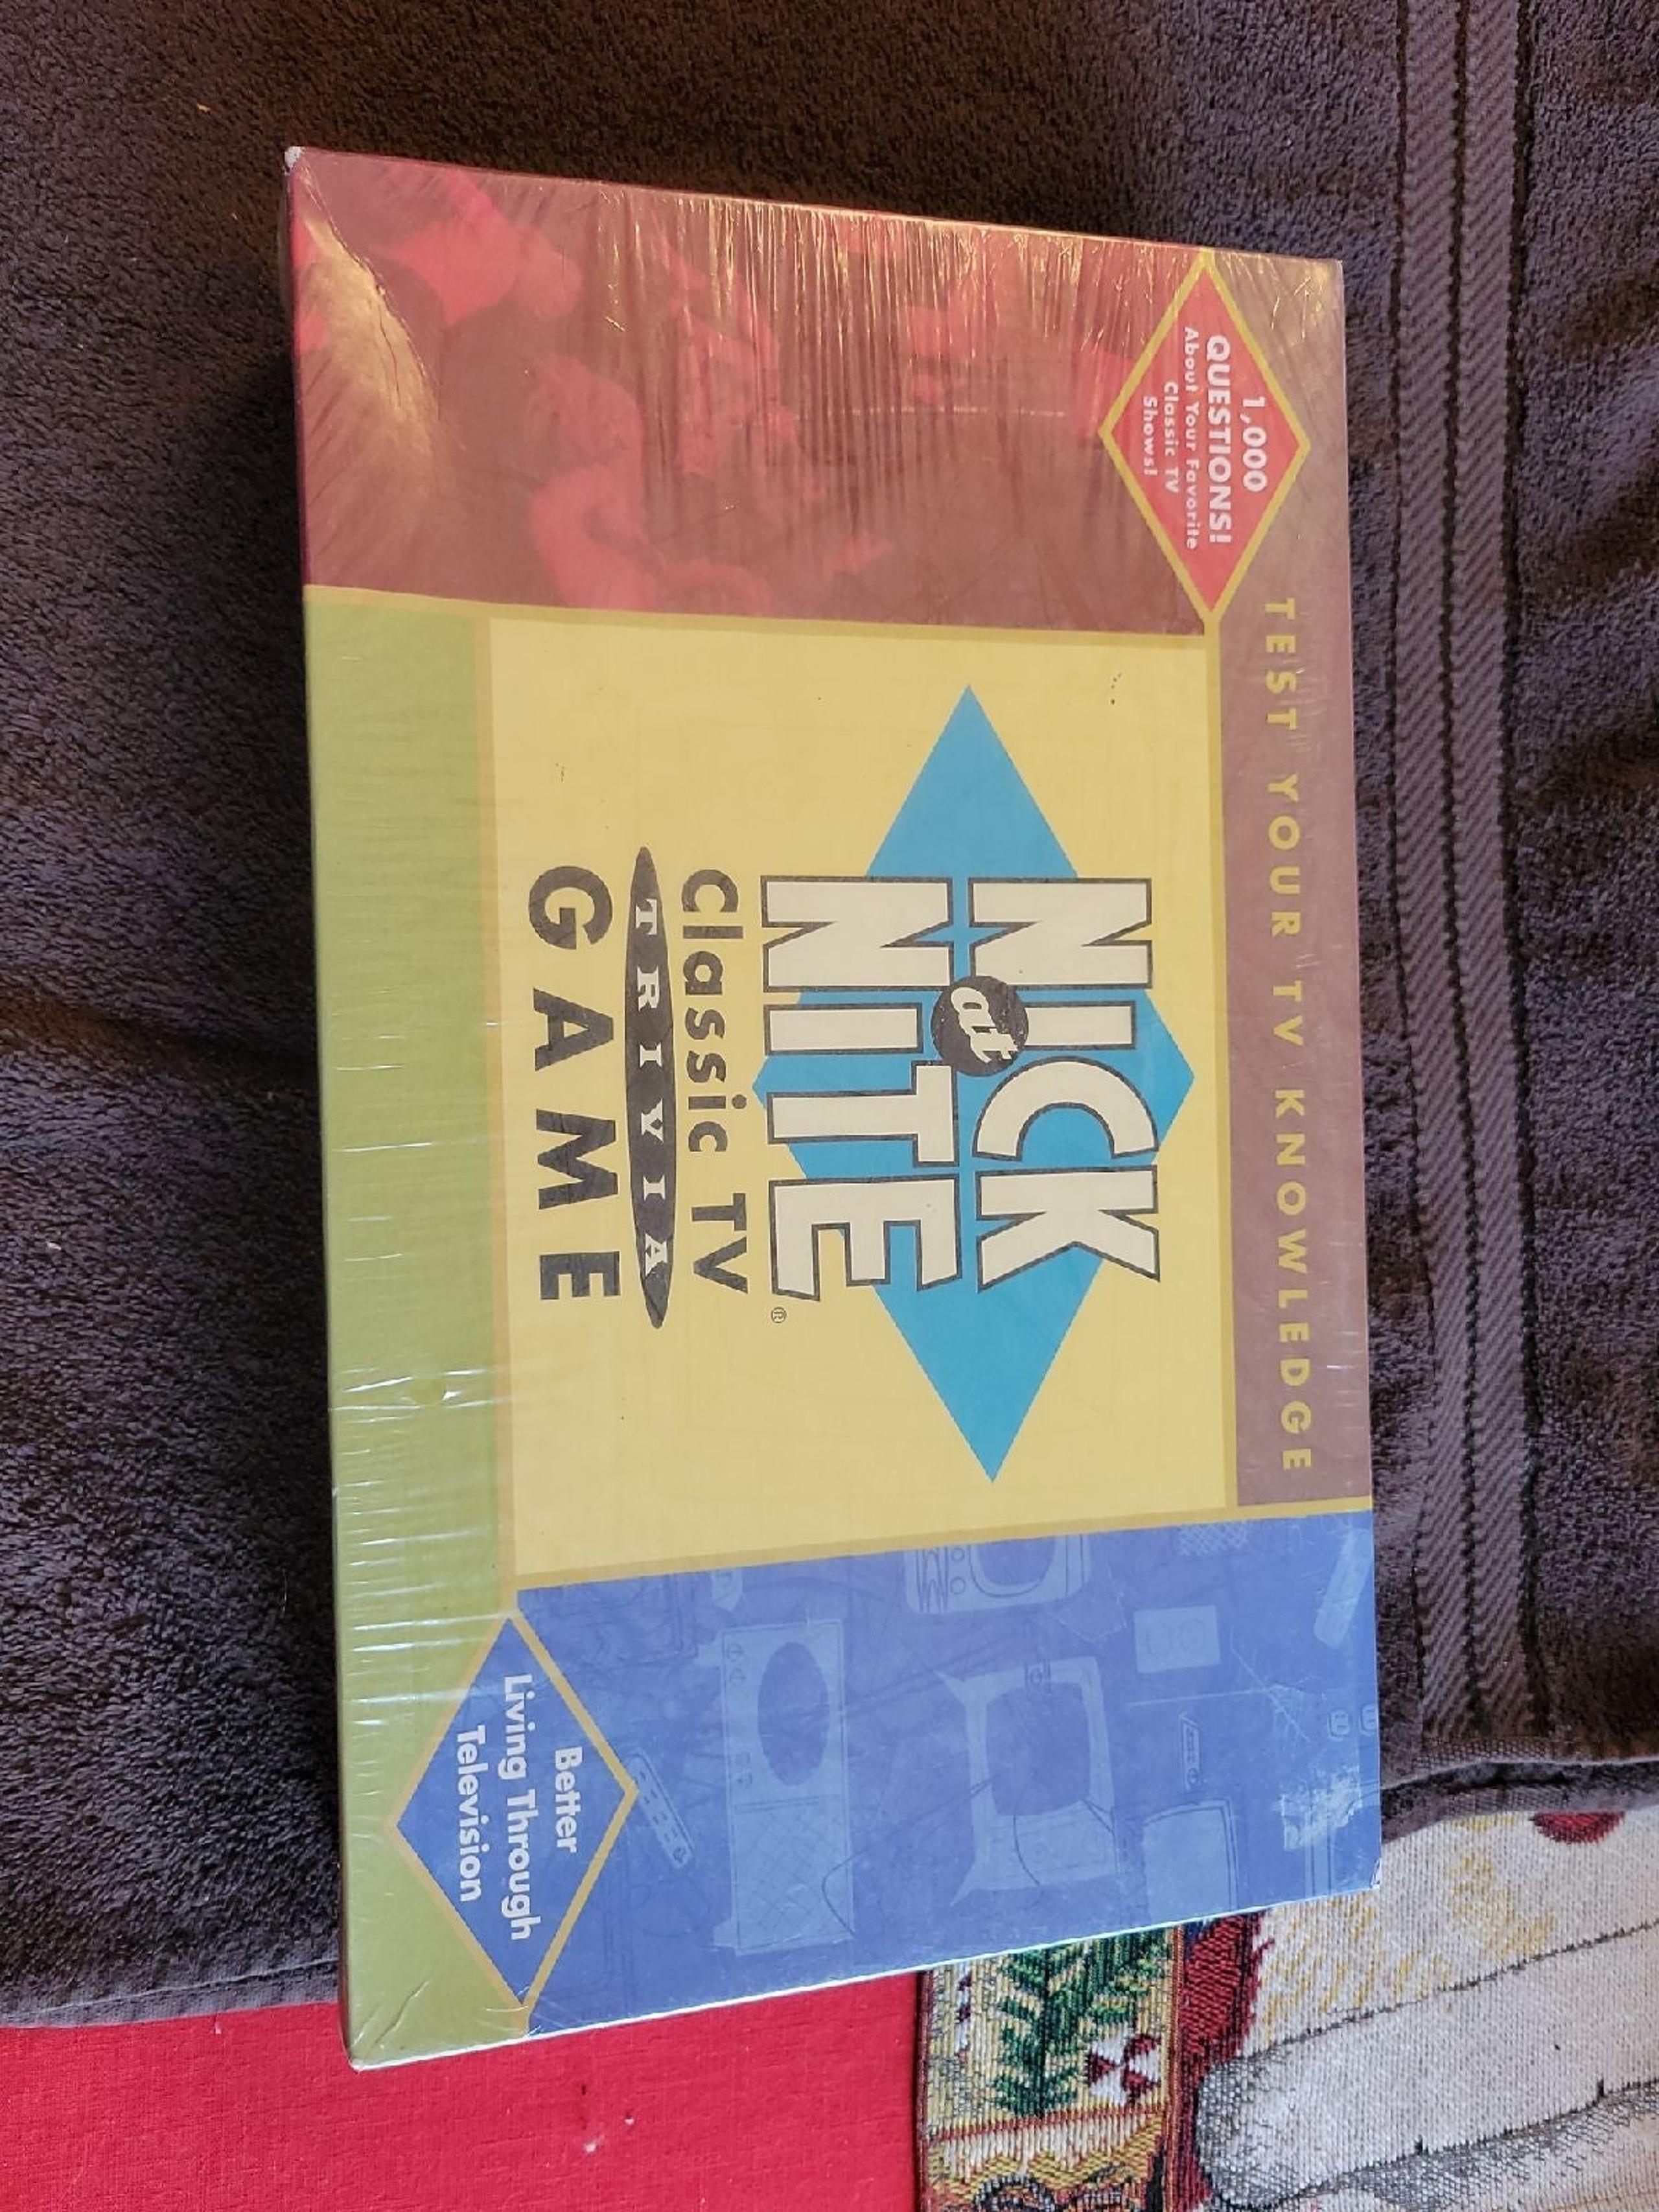 1,000
QUESTIONS!
About Your Favorite
Classic TV
Shows!
TEST YOUR TV KNOWLEDGE
NICK
at
NITE®
Classic TV
TRIVIA
GAME
Better
Living Through
Television